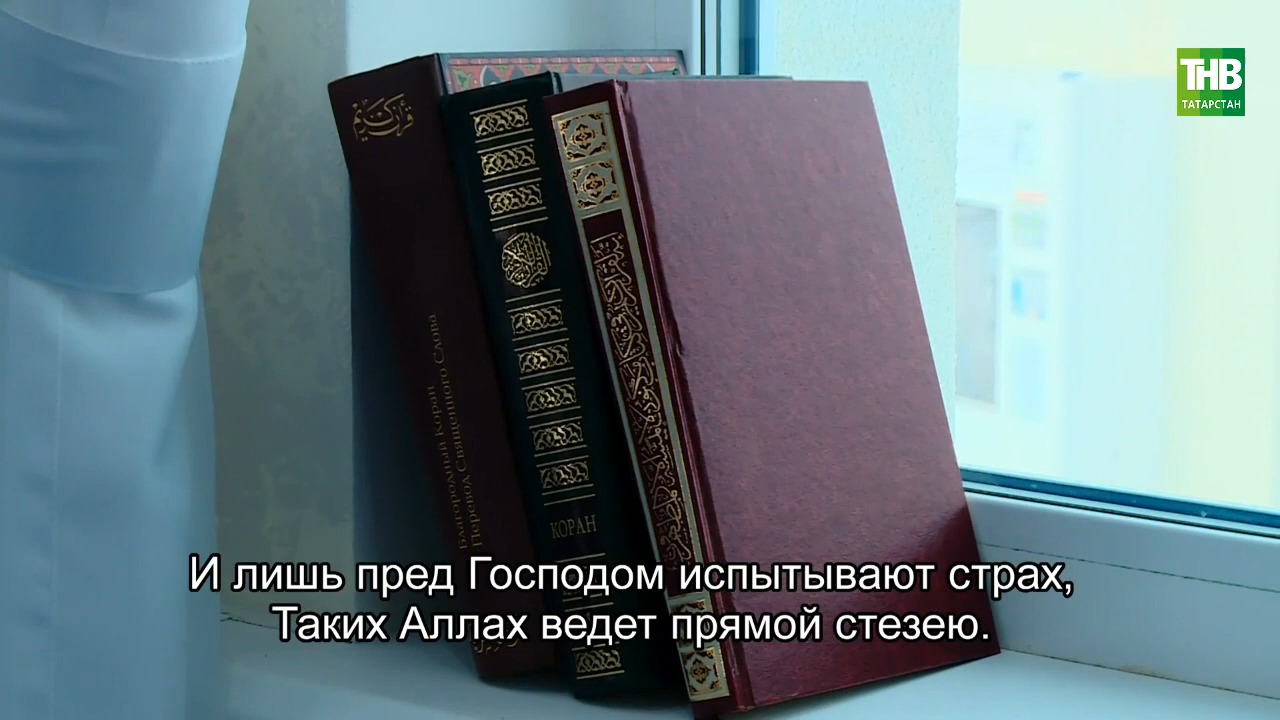 ТНВ
ТАТАРСТАН
قرآن كريم
Благородный Коран
Перевод Священного Слова
КОРАН
И лишь пред Господом испытывают страх,
Таких Аллах ведет прямой стезею.